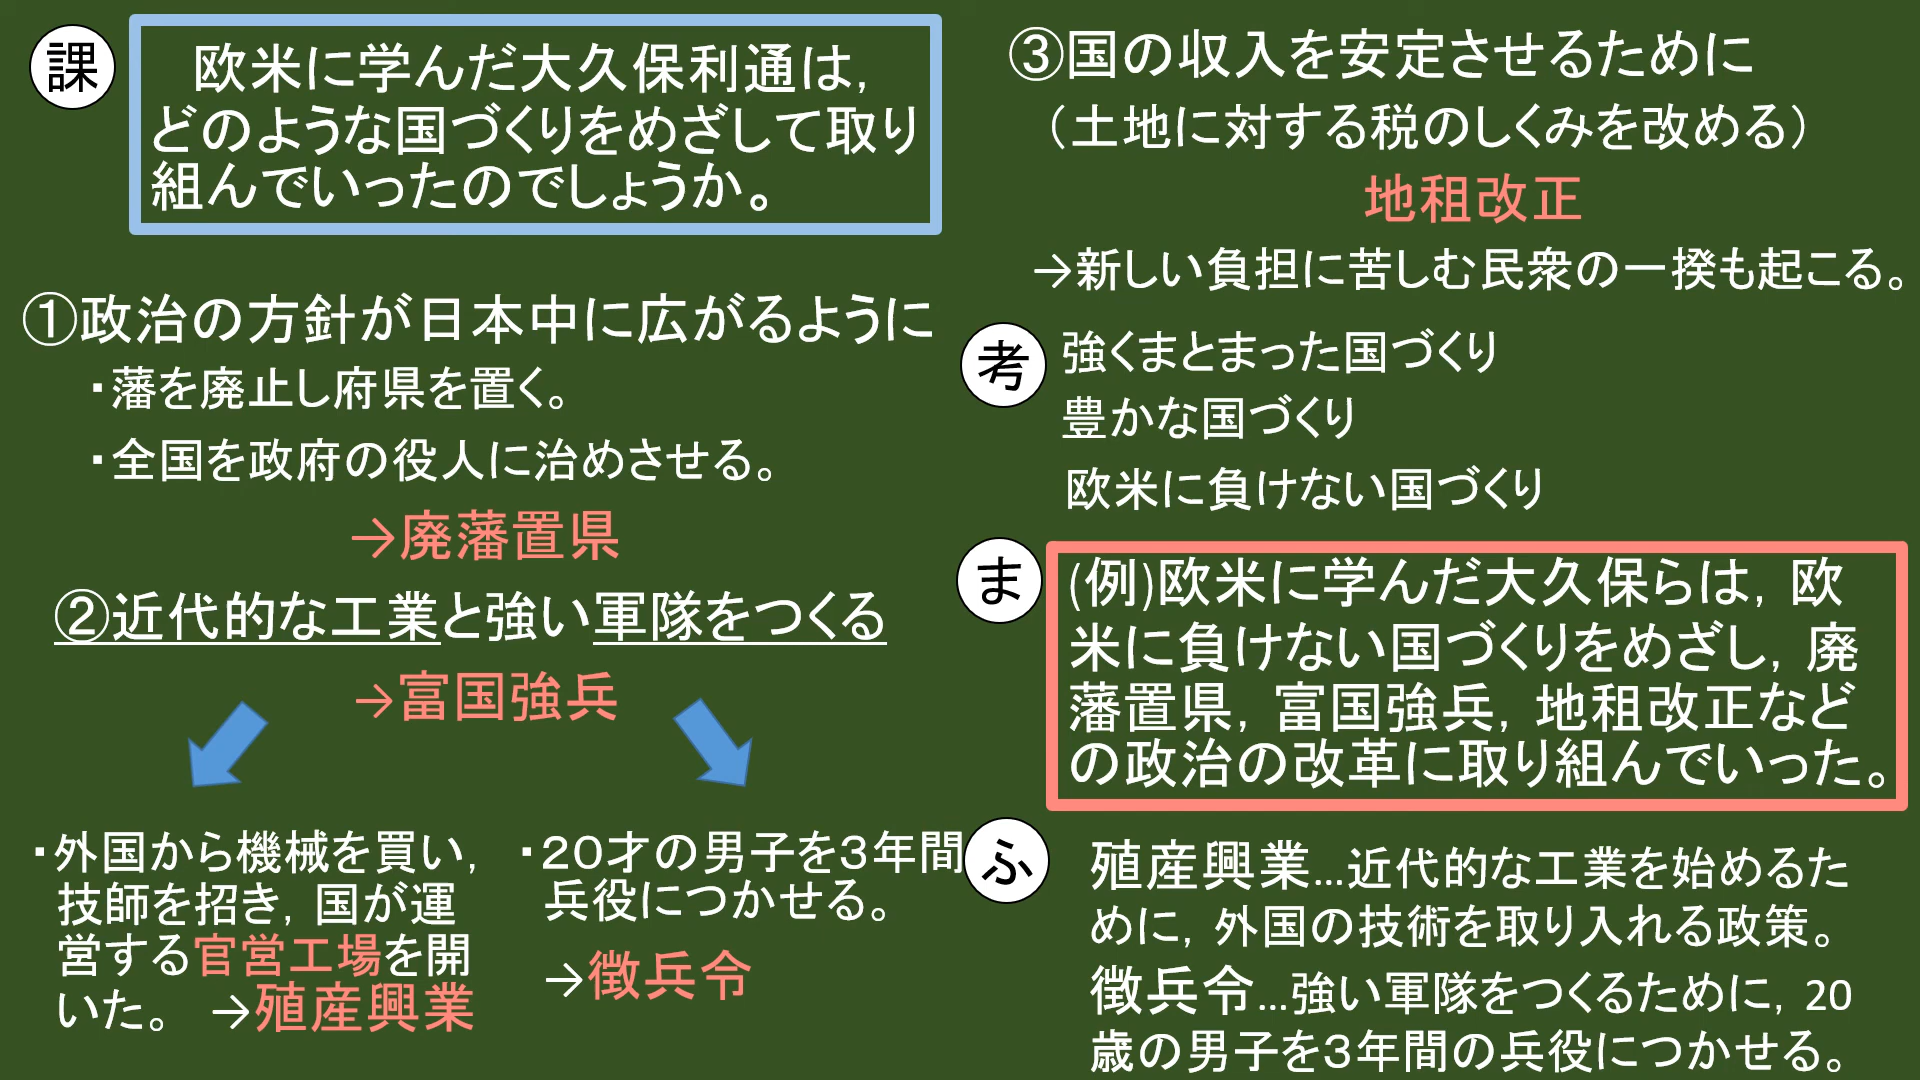 課
欧米に学んだ大久保利通は，
どのような国づくりをめざして取り
組んでいったのでしょうか。
①政治の方針が日本中に広がるように
・藩を廃止し府県を置く。
・全国を政府の役人に治めさせる。
→廃藩置県
②近代的な工業と強い軍隊をつくる
→富国強兵
・外国から機械を買い，
技師を招き，国が運
営する官営工場を開
いた。 →殖産興業
・２０才の男子を３年間
兵役につかせる。
→徴兵令
③国の収入を安定させるために
（土地に対する税のしくみを改める）
地租改正
→新しい負担に苦しむ民衆の一揆も起こる。
考
強くまとまった国づくり
豊かな国づくり
欧米に負けない国づくり
ま
(例)欧米に学んだ大久保らは，欧
米に負けない国づくりをめざし，廃
藩置県，富国強兵，地租改正など
の政治の改革に取り組んでいった。
ふ
殖産興業…近代的な工業を始めるた
めに，外国の技術を取り入れる政策。
徴兵令…強い軍隊をつくるために，20
歳の男子を３年間の兵役につかせる。